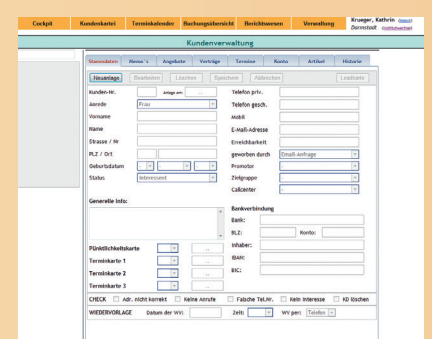 Cockpit Kundenkartei Terminkalender Buchungsübersicht Berichtswesen Verwaltung Krueger, Kathrin
Darmstadt
Kundenverwaltung
Stammdaten Memo´s Angebote Verträge Termine Konto Artikel Historie
Neuanlage Bearbeiten Löschen Speichern Abbrechen Leadkarte
Kunden-Nr. Anlage am: ... Telefon priv.
Anrede Frau Telefon gesch.
Vorname Mobil
Name E-Mail-Adresse
Strasse / Nr Erreichbarkeit
PLZ / Ort geworben durch Email-Anfrage
Geburtsdatum - - - Promotor -
Status Interessent Zielgruppe -
Callcenter -
Generelle Info:
Bankverbindung
Bank:
BLZ: Konto:
Inhaber:
IBAN:
BIC:
Pünktlichkeitskarte ...
Terminkarte 1 ...
Terminkarte 2 ...
Terminkarte 3 ...
CHECK Adr. nicht korrekt Keine Anrufe Falsche Tel.Nr. Kein Interesse KD löschen
WIEDERVORLAGE Datum der WV: Zeit: WV per: Telefon